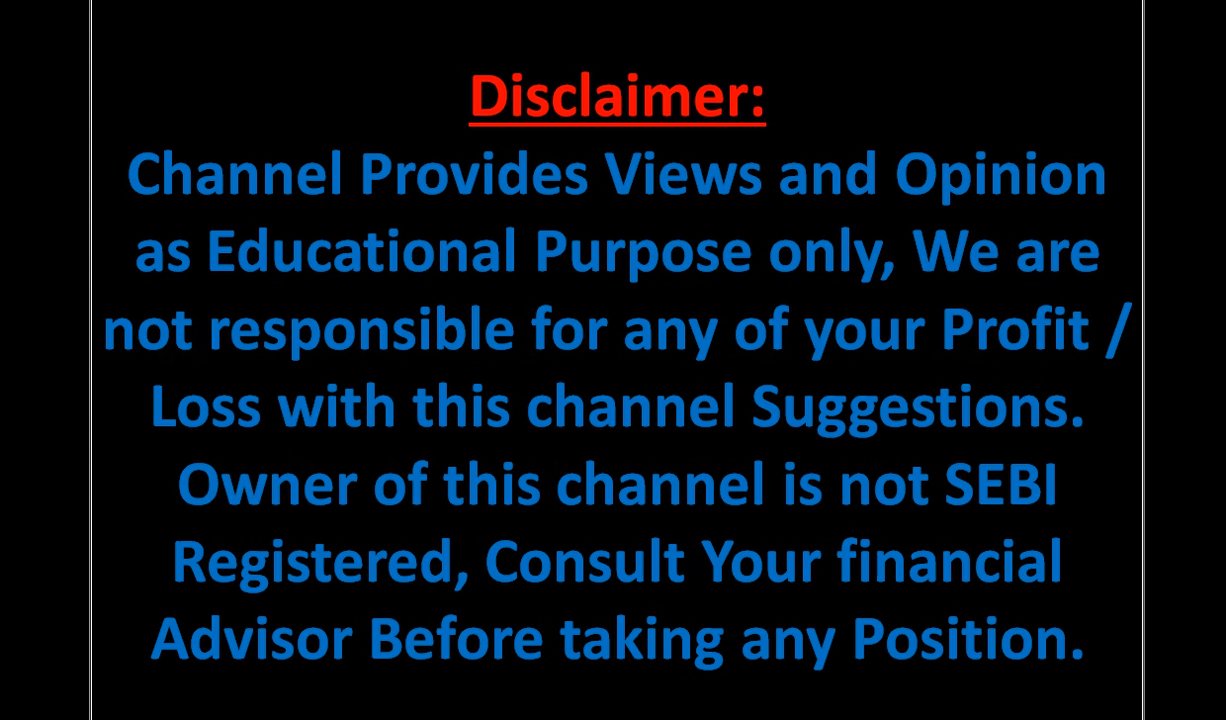 Disclaimer:
Channel Provides Views and Opinion
as Educational Purpose only, We are
not responsible for any of your Profit /
Loss with this channel Suggestions.
Owner of this channel is not SEBI
Registered, Consult Your financial
Advisor Before taking any Position.